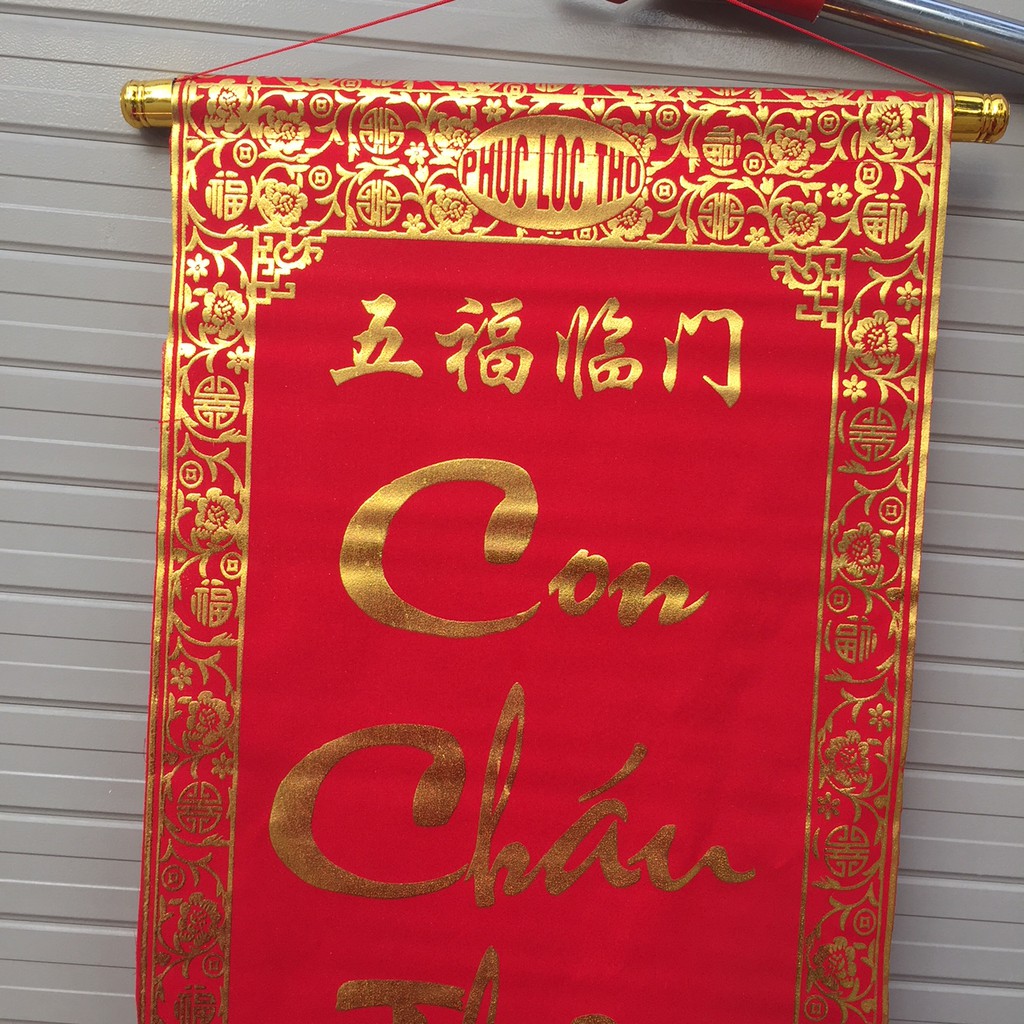 PHUC LOC THO
五福临门
Con
Cháu